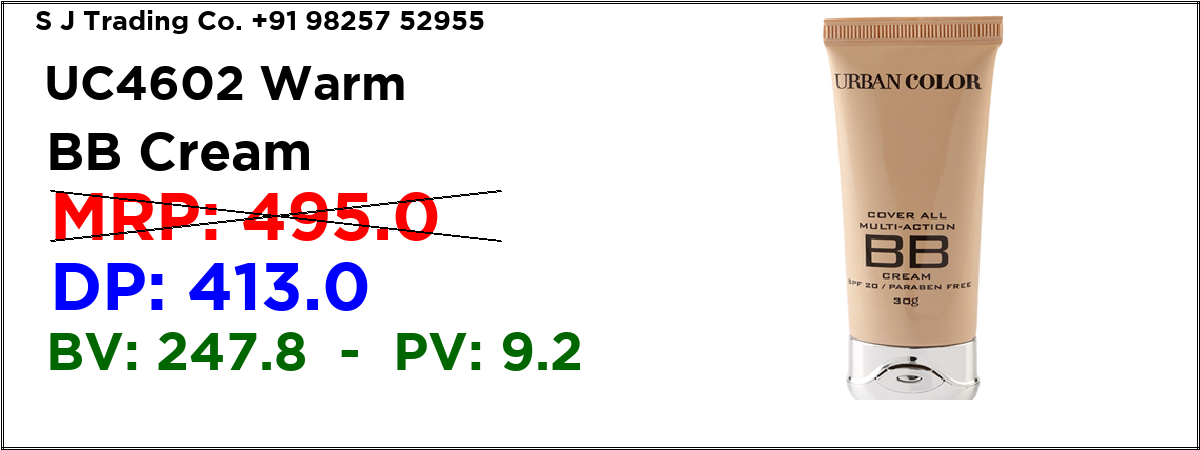 S J Trading Co. +91 98257 52955
UC4602 Warm
BB Cream
MRP: 495.0
DP: 413.0
BV: 247.8 - PV: 9.2
URBAN COLOR
COVER ALL
MULTI-ACTION
BB
CREAM
SPF 20 / PARABEN FREE
30g